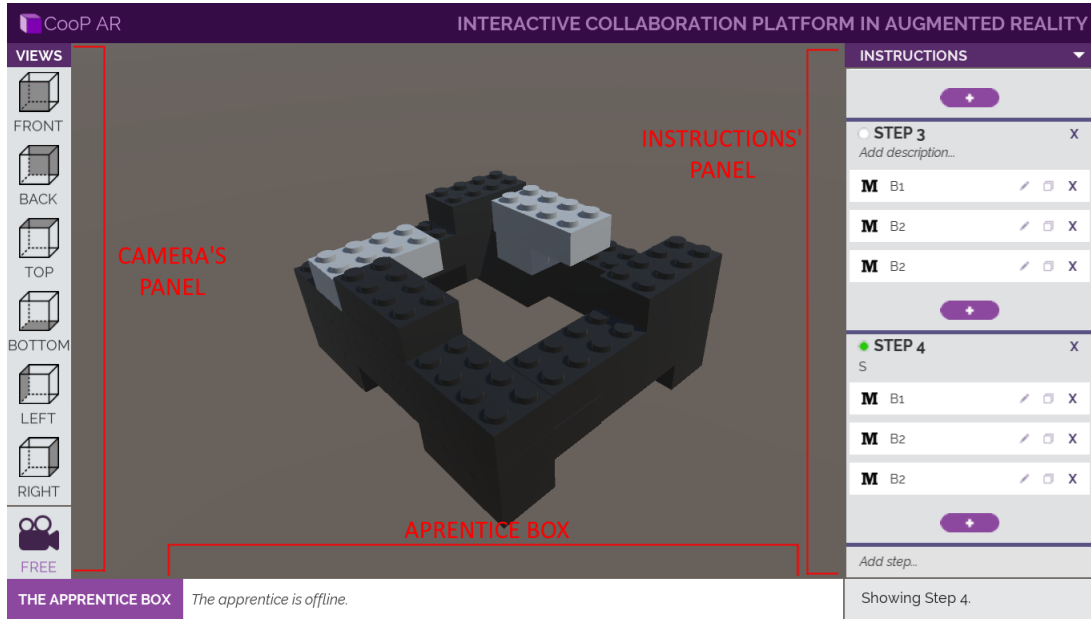 CooP AR
INTERACTIVE COLLABORATION PLATFORM IN AUGMENTED REALITY
VIEWS
FRONT
BACK
TOP
BOTTOM
LEFT
RIGHT
FREE
CAMERA'S
PANEL
INSTRUCTIONS'
PANEL
APRENTICE BOX
INSTRUCTIONS
+
STEP 3 X
Add description...
M B1 X
M B2 X
M B2 X
+
STEP 4 X
S
M B1 X
M B2 X
M B2 X
+
Add step...
THE APPRENTICE BOX The apprentice is offline.
Showing Step 4.